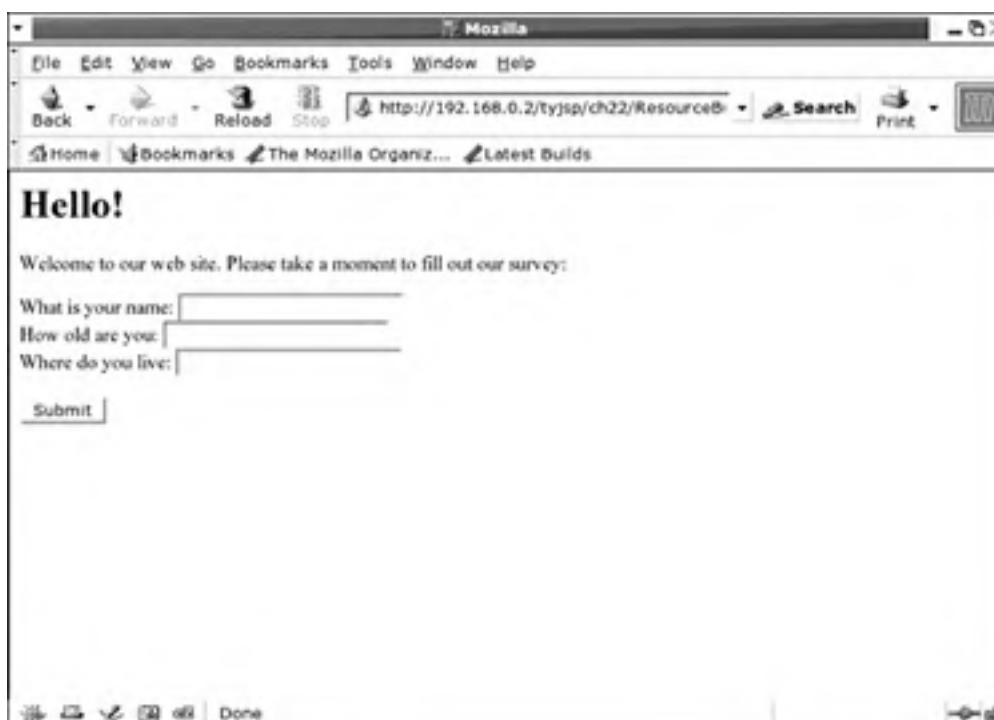 Mozilla
File Edit View Go Bookmarks Tools Window Help
Back Forward Reload Stop http://192.168.0.2/tyjsp/ch22/ResourceB Search Print
Home Bookmarks The Mozilla Organiz... Latest Builds
Hello!
Welcome to our web site. Please take a moment to fill out our survey:
What is your name:
How old are you:
Where do you live:
Submit
Done